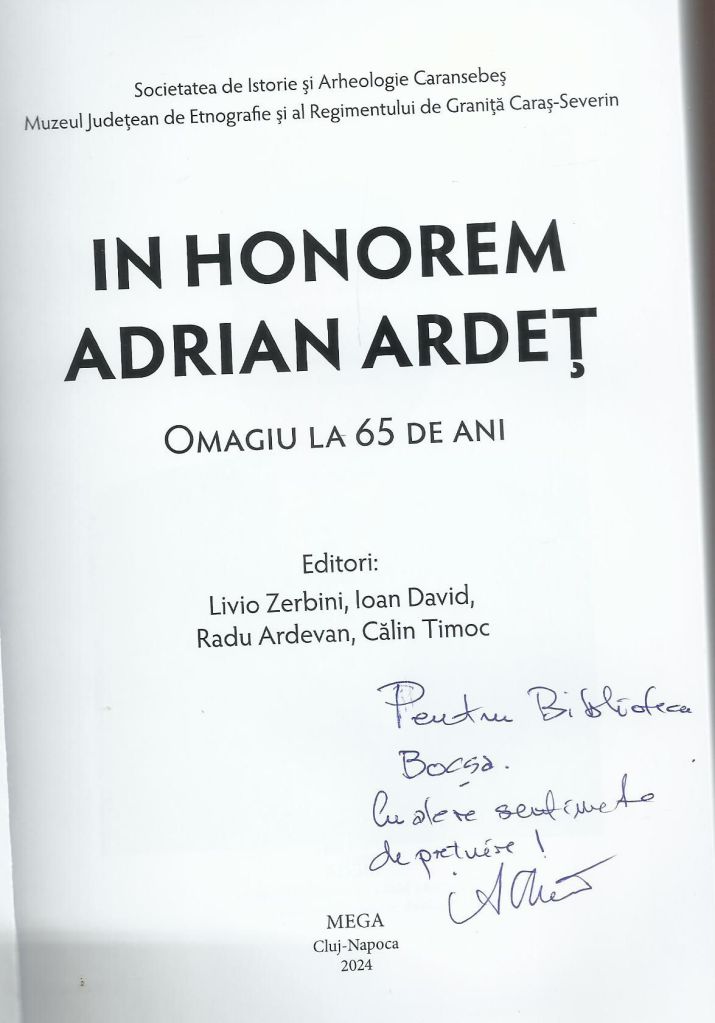 Societatea de Istorie şi Arheologie Caransebeş
Muzeul Judeţean de Etnografie şi al Regimentului de Graniţă Caraş-Severin
IN HONOREM
ADRIAN ARDEŢ
OMAGIU LA 65 DE ANI
Editori:
Livio Zerbini, Ioan David,
Radu Ardevan, Călin Timoc
Pentru Biblioteca
Bocşa.
Cu alese sentimente
de preţuire!
MEGA
Cluj-Napoca
2024